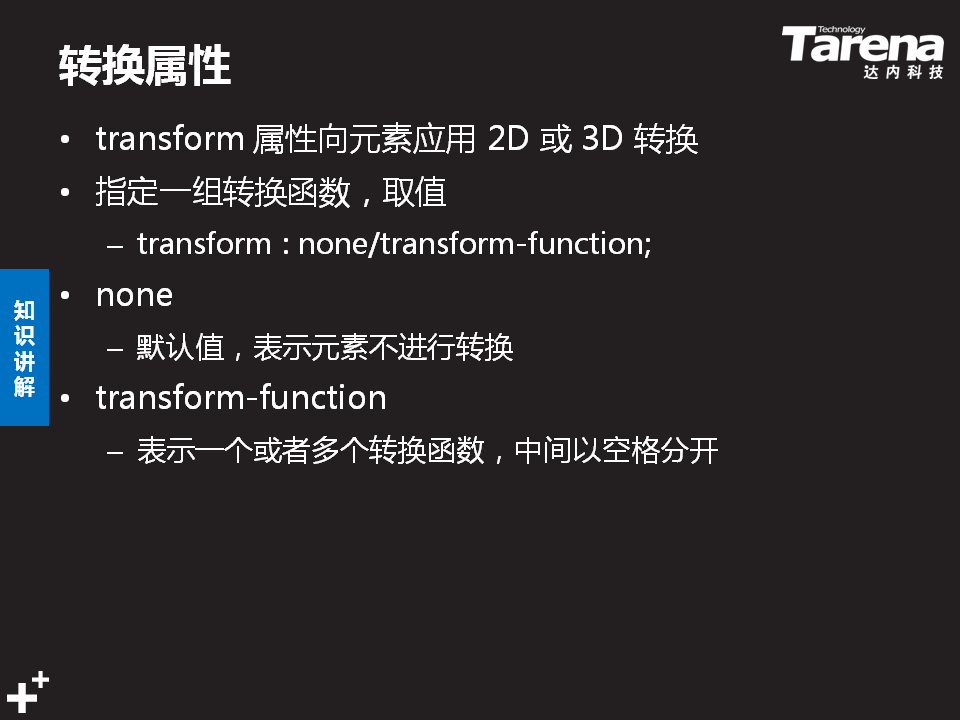 转换属性
Technology
Tarena
达内科技
• transform 属性向元素应用 2D 或 3D 转换
• 指定一组转换函数，取值
– transform : none/transform-function;
• none
– 默认值，表示元素不进行转换
• transform-function
– 表示一个或者多个转换函数，中间以空格分开
知识讲解